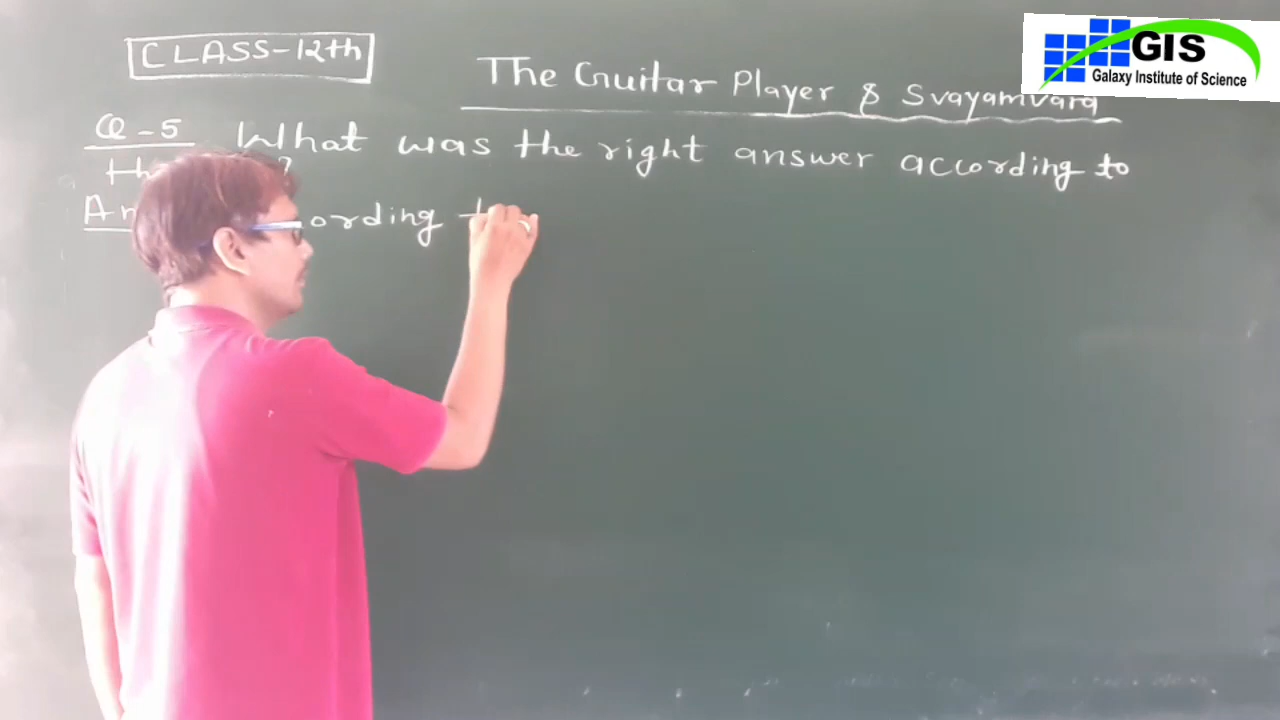 CLASS-12th
GIS
Galaxy Institute of Science
The Guitar Player & Svayamvara
Q-5 What was the right answer according to
?